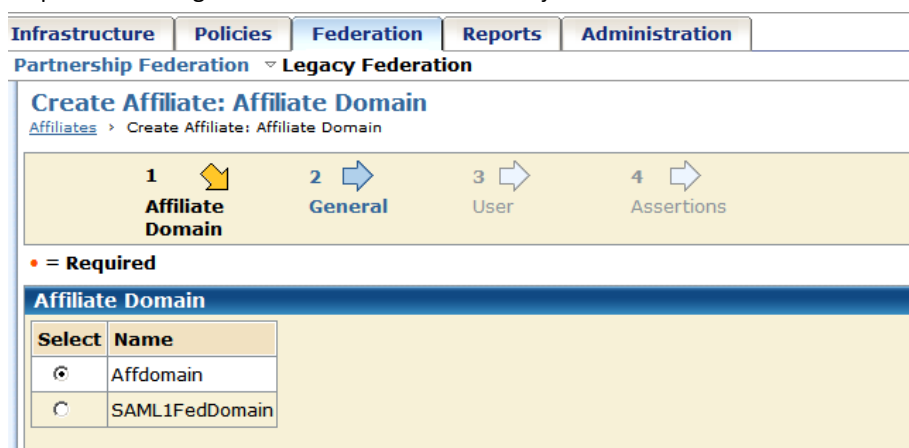 Infrastructure Policies Federation Reports Administration
Partnership Federation ▿ Legacy Federation
Create Affiliate: Affiliate Domain
Affiliates › Create Affiliate: Affiliate Domain
1 2 3 4
Affiliate Domain General User Assertions
• = Required
Affiliate Domain
Select Name
Affdomain
SAML1FedDomain